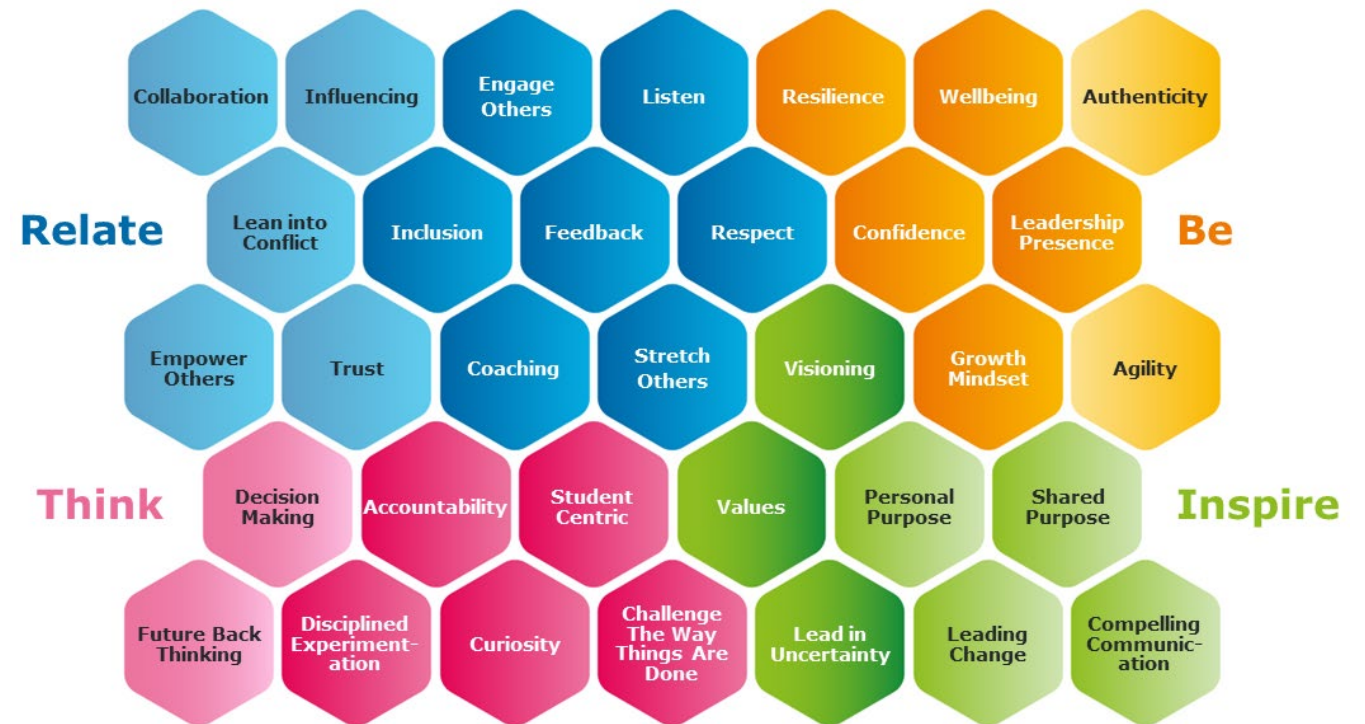 Collaboration
Influencing
Engage
Others
Listen
Resilience
Wellbeing
Authenticity
Relate
Lean into
Conflict
Inclusion
Feedback
Respect
Confidence
Leadership
Presence
Be
Empower
Others
Trust
Coaching
Stretch
Others
Visioning
Growth
Mindset
Agility
Think
Decision
Making
Accountability
Student
Centric
Values
Personal
Purpose
Shared
Purpose
Inspire
Future Back
Thinking
Disciplined
Experiment-
ation
Curiosity
Challenge
The Way
Things Are
Done
Lead in
Uncertainty
Leading
Change
Compelling
Communic-
ation